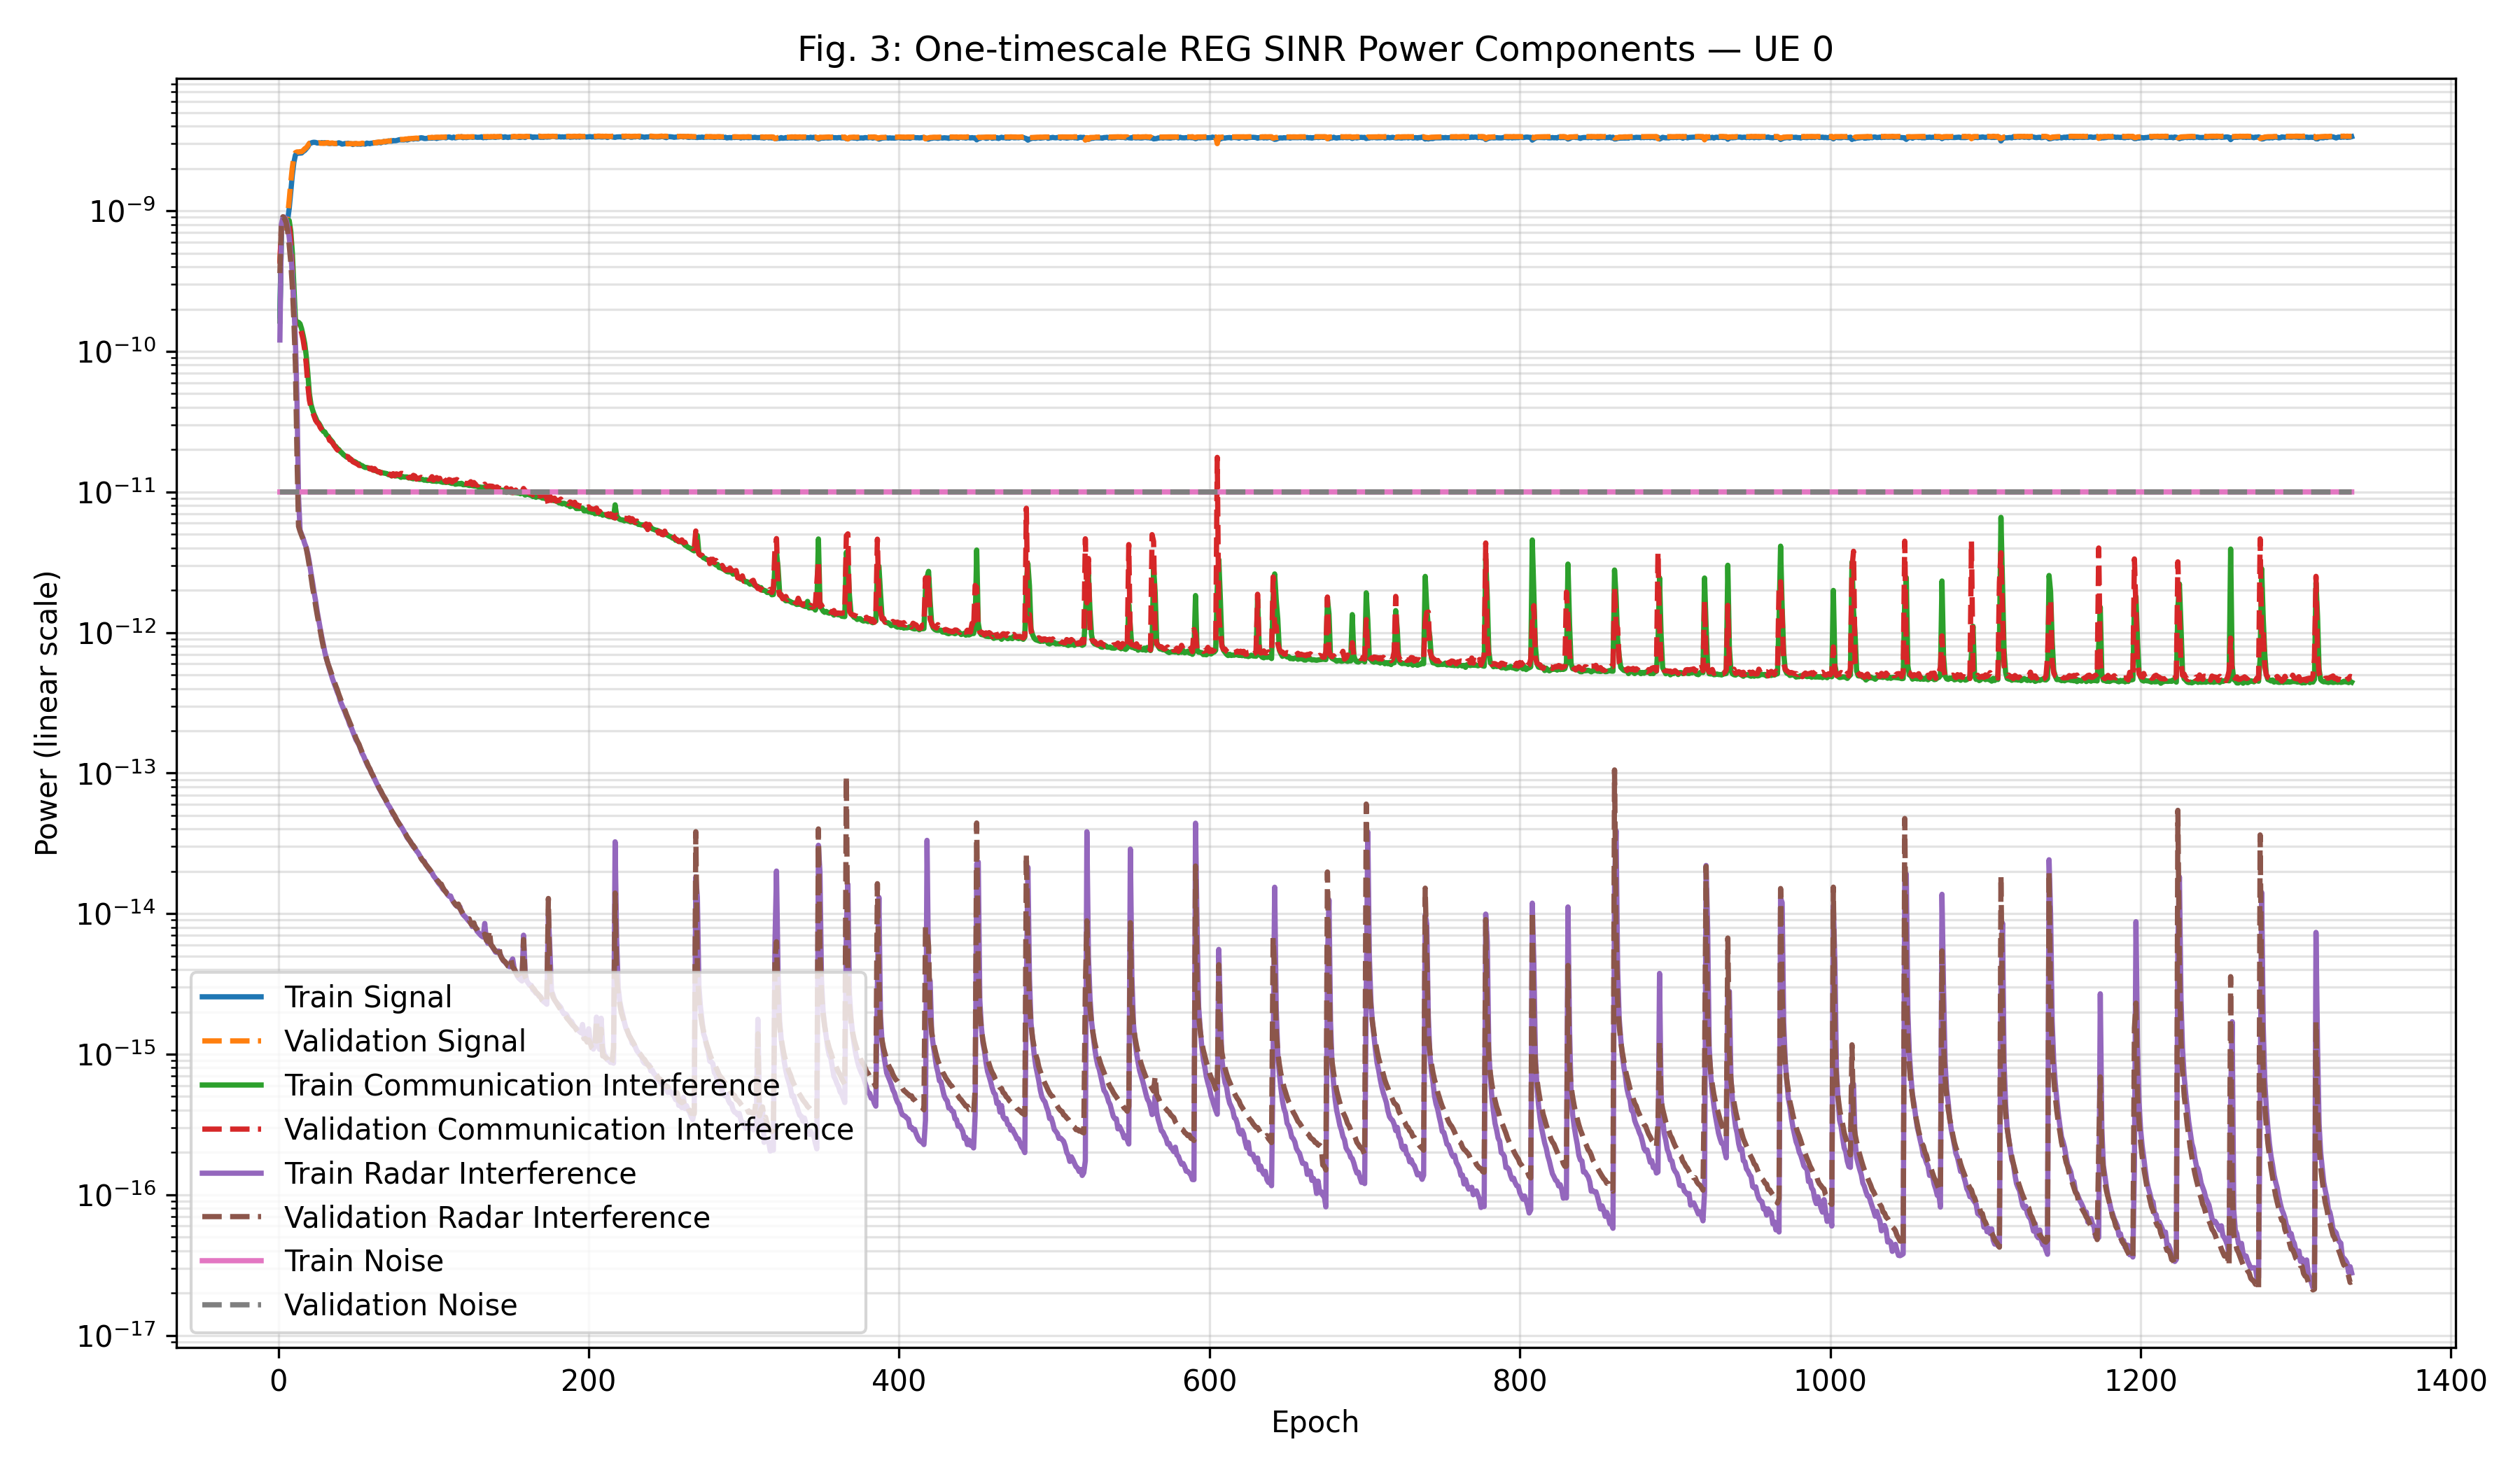 Fig. 3: One-timescale REG SINR Power Components — UE 0
Power (linear scale)
10⁻⁹
10⁻¹⁰
10⁻¹¹
10⁻¹²
10⁻¹³
10⁻¹⁴
10⁻¹⁵
10⁻¹⁶
10⁻¹⁷
Train Signal
Validation Signal
Train Communication Interference
Validation Communication Interference
Train Radar Interference
Validation Radar Interference
Train Noise
Validation Noise
0 200 400 600 800 1000 1200 1400
Epoch